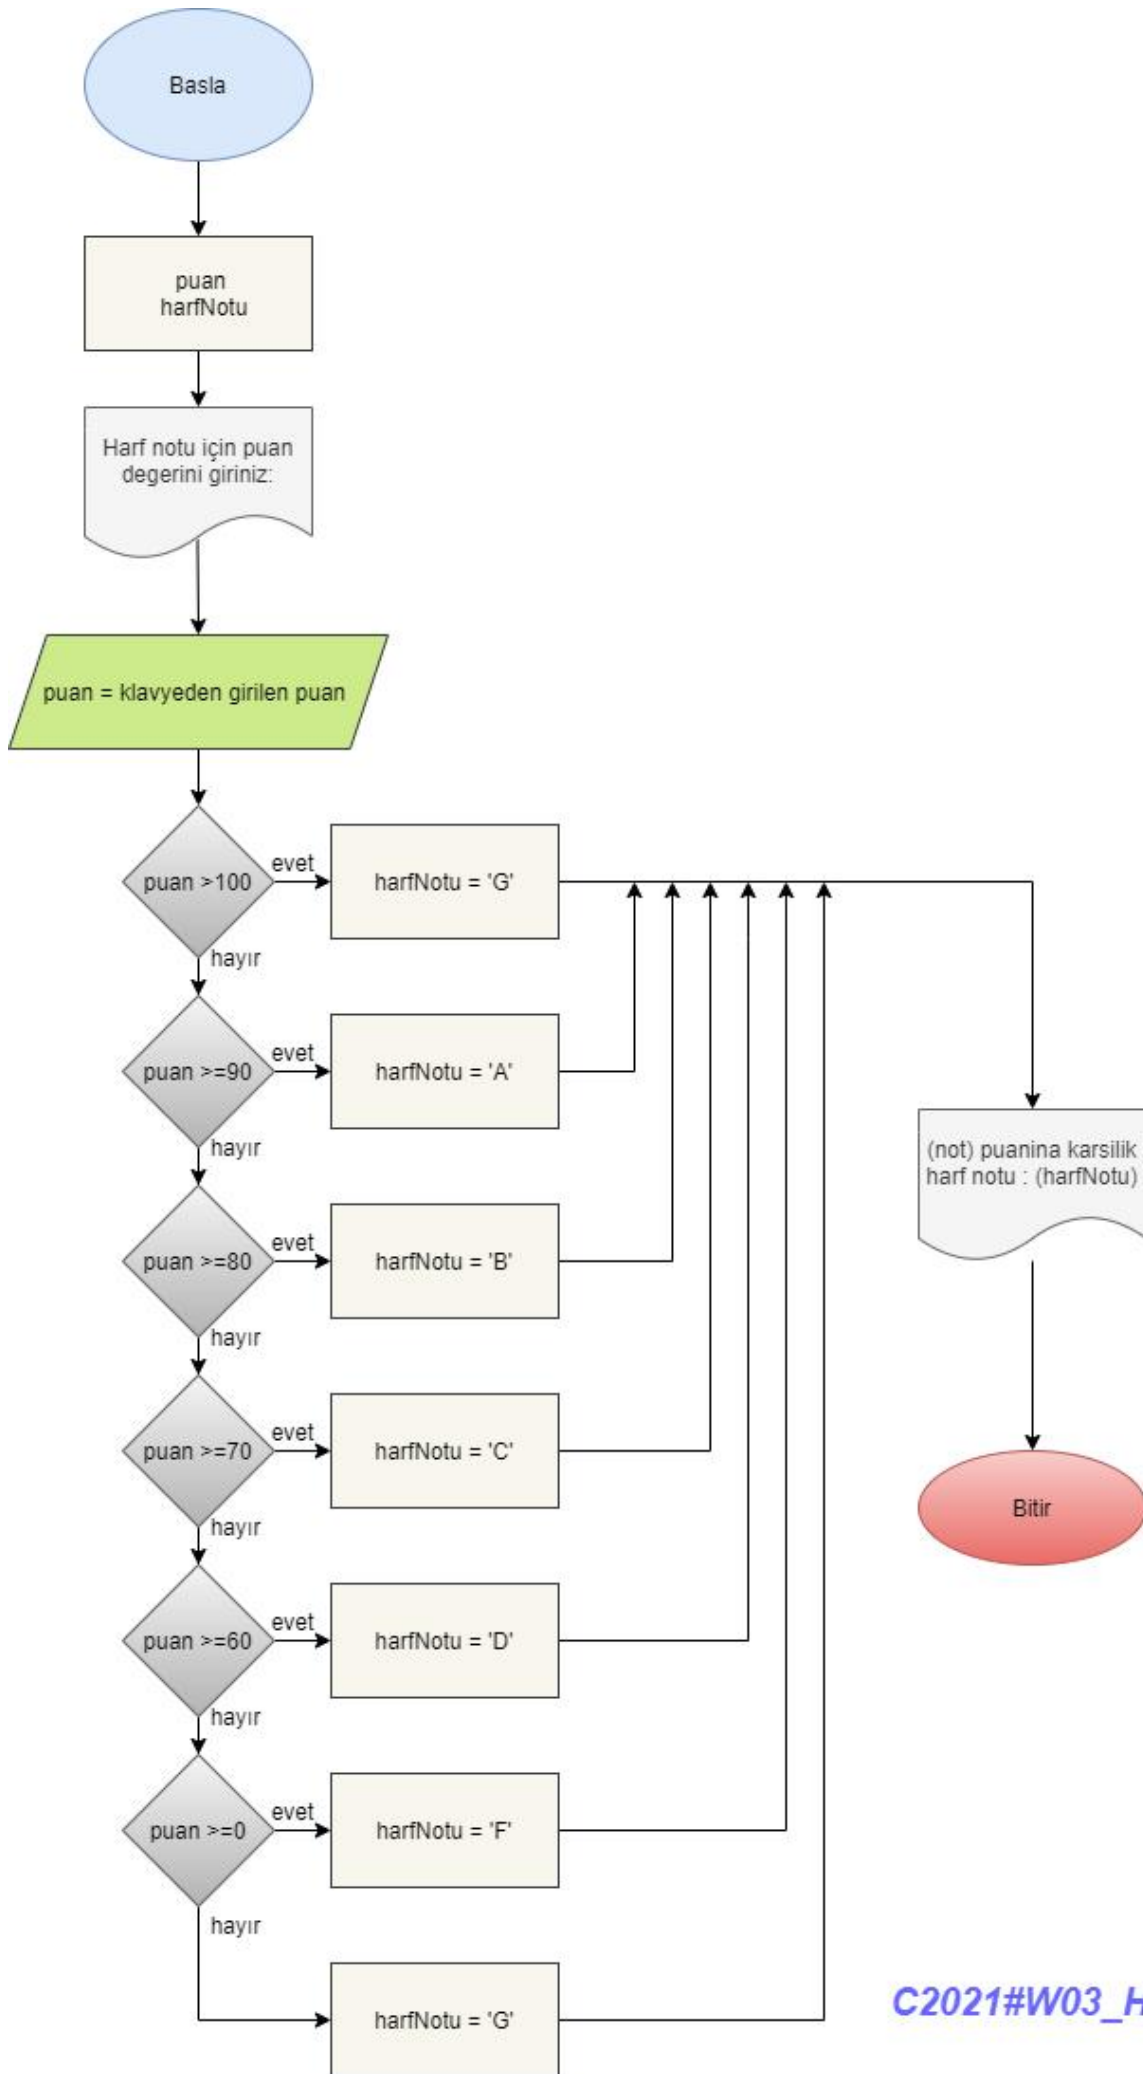 Basla
puan
harfNotu
Harf notu için puan
degerini giriniz:
puan = klavyeden girilen puan
puan >100
evet
harfNotu = 'G'
hayır
puan >=90
evet
harfNotu = 'A'
hayır
puan >=80
evet
harfNotu = 'B'
hayır
puan >=70
evet
harfNotu = 'C'
hayır
puan >=60
evet
harfNotu = 'D'
hayır
puan >=0
evet
harfNotu = 'F'
hayır
harfNotu = 'G'
(not) puanina karsilik
harf notu : (harfNotu)
Bitir
C2021#W03_H